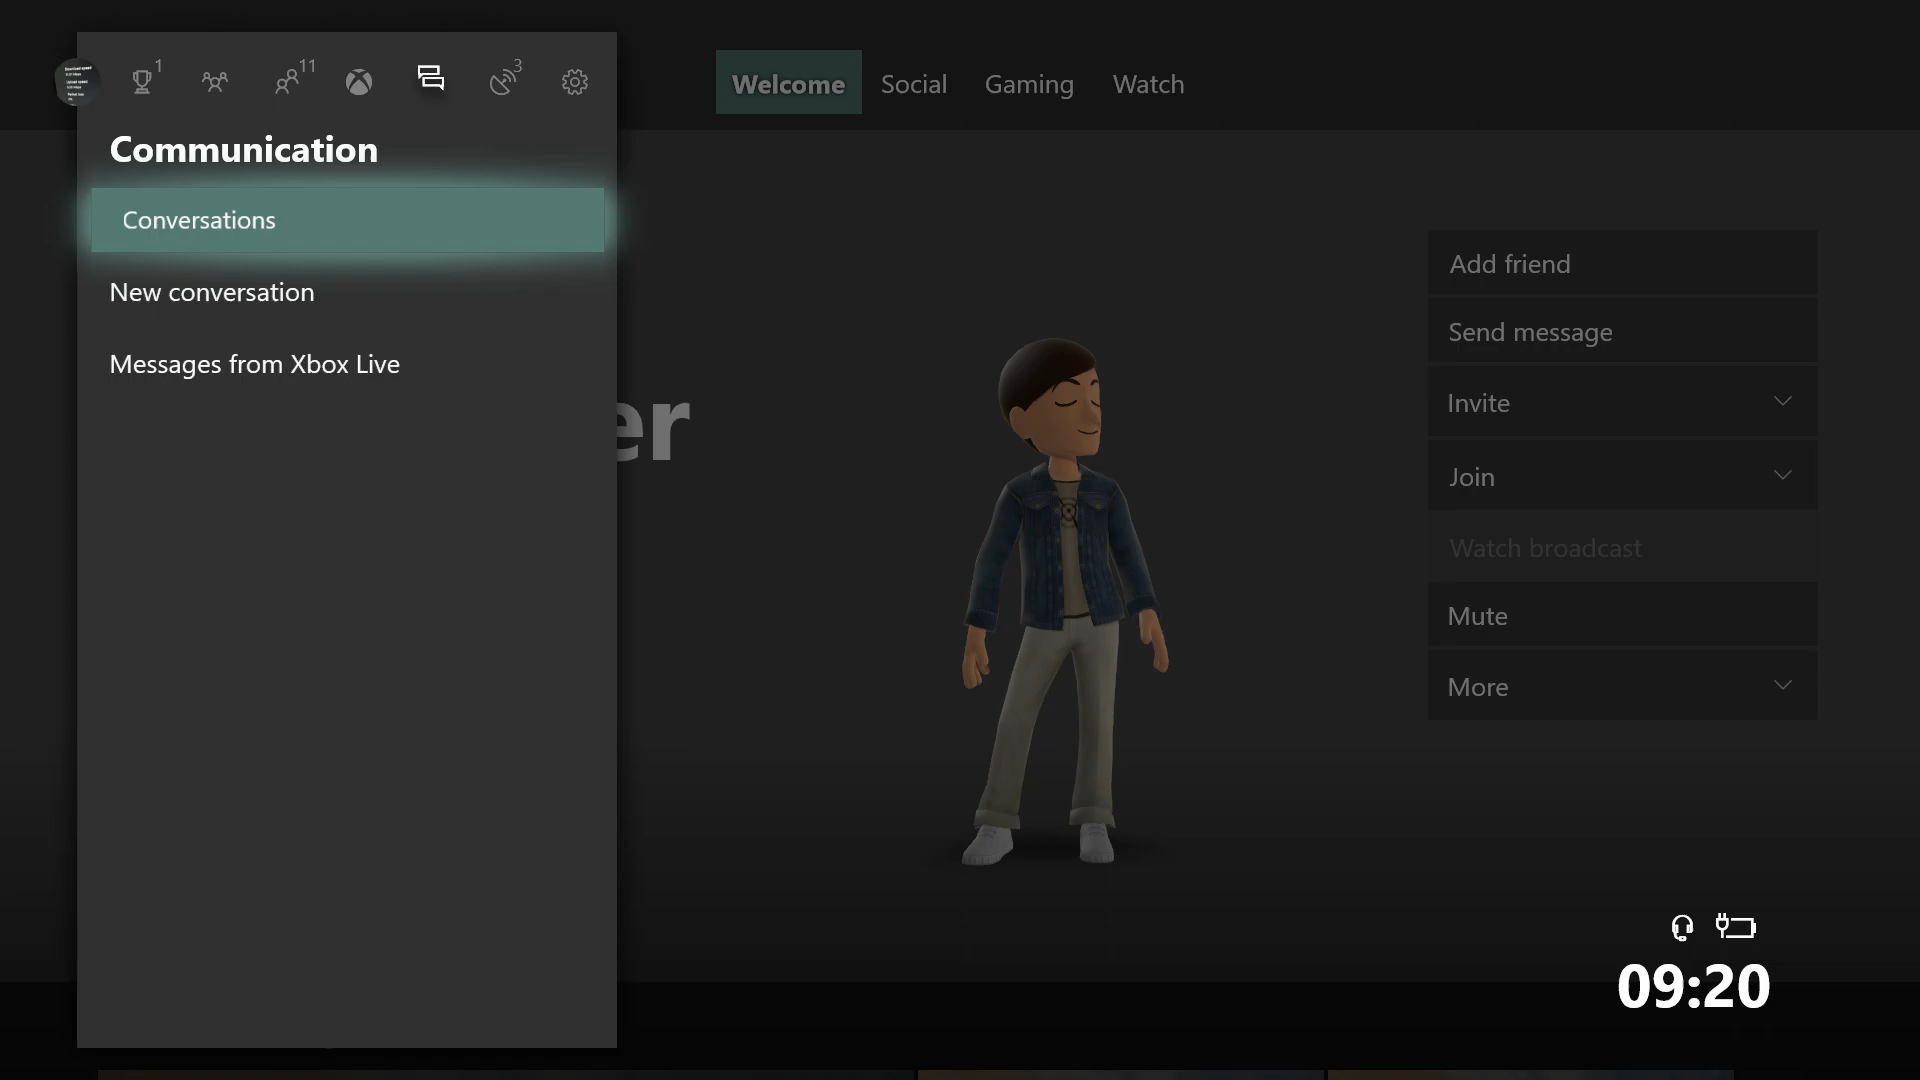 1
11
3
Welcome
Social
Gaming
Watch
Communication
Conversations
New conversation
Messages from Xbox Live
er
Add friend
Send message
Invite
Join
Watch broadcast
Mute
More
09:20